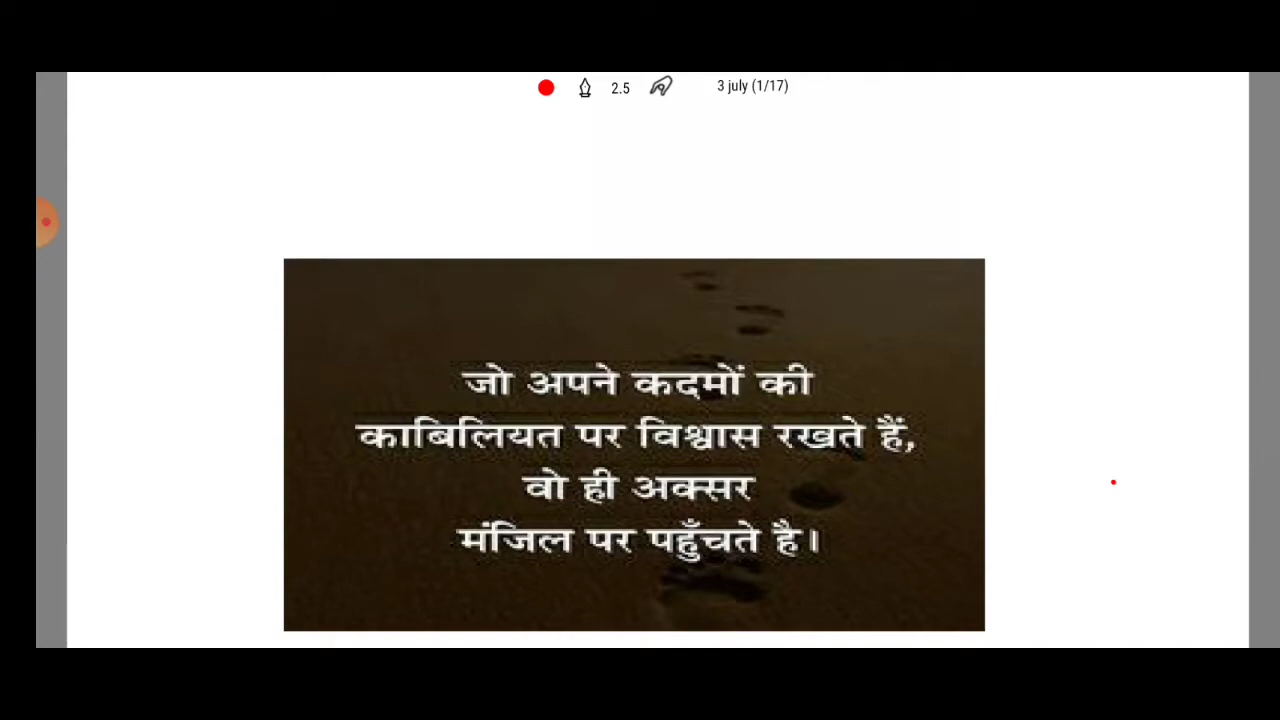 2.5 3 july (1/17)
जो अपने कदमों की
काबिलियत पर विश्वास रखते हैं,
वो ही अक्सर
मंजिल पर पहुँचते है।